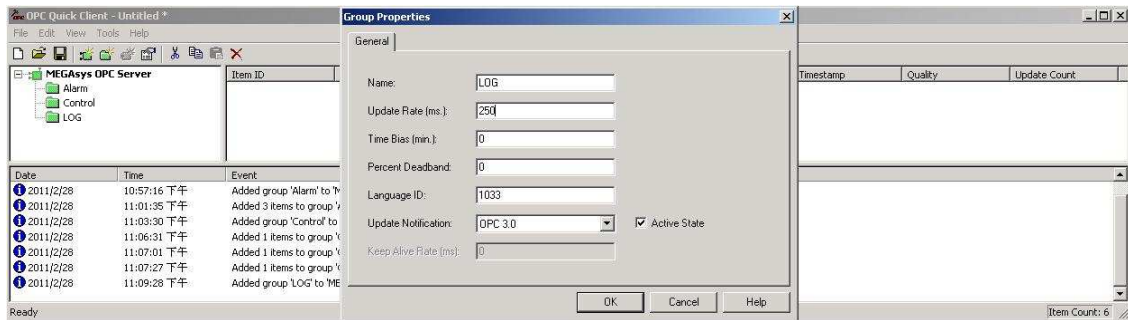 OPC Quick Client - Untitled *
File Edit View Tools Help
MEGAsys OPC Server
Alarm
Control
LOG
Item ID
Timestamp Quality Update Count
Group Properties
General
Name: LOG
Update Rate (ms.): 250
Time Bias (min.): 0
Percent Deadband: 0
Language ID: 1033
Update Notification: OPC 3.0
Active State
Keep Alive Rate (ms): 0
OK Cancel Help
Date Time Event
2011/2/28 10:57:16 下午 Added group 'Alarm' to 'M
2011/2/28 11:01:35 下午 Added 3 items to group 'A
2011/2/28 11:03:30 下午 Added group 'Control' to
2011/2/28 11:06:31 下午 Added 1 items to group '
2011/2/28 11:07:01 下午 Added 1 items to group '
2011/2/28 11:07:27 下午 Added 1 items to group '
2011/2/28 11:09:28 下午 Added group 'LOG' to 'ME
Ready
Item Count: 6